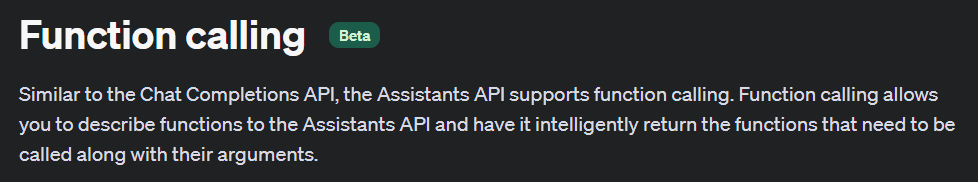 Function calling Beta
Similar to the Chat Completions API, the Assistants API supports function calling. Function calling allows
you to describe functions to the Assistants API and have it intelligently return the functions that need to be
called along with their arguments.